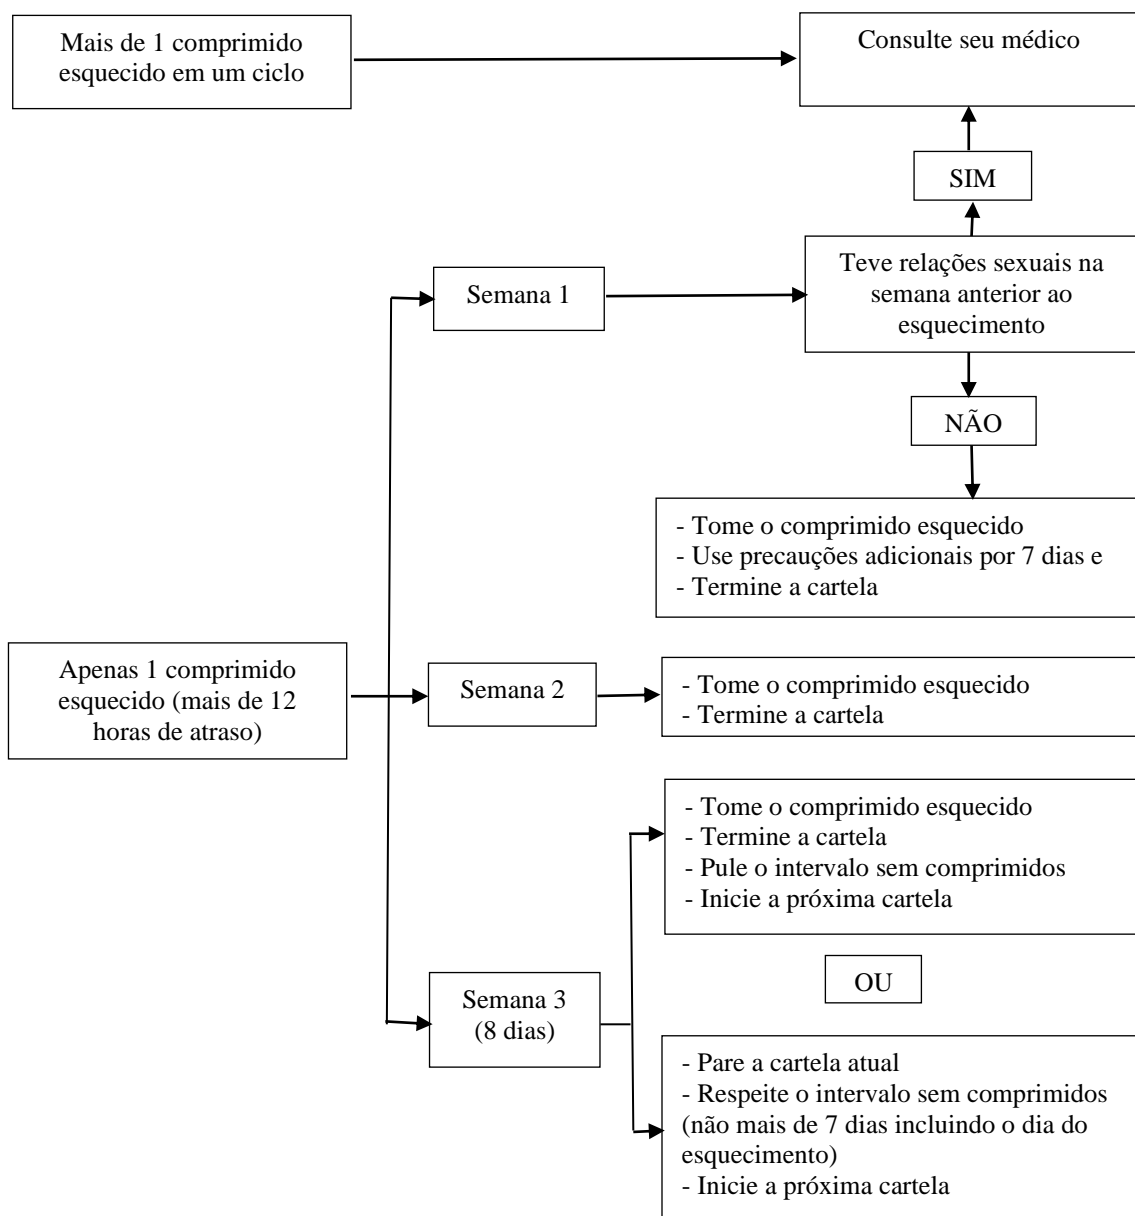 Mais de 1 comprimido
esquecido em um ciclo
Consulte seu médico
SIM
Teve relações sexuais na
semana anterior ao
esquecimento
Semana 1
NÃO
- Tome o comprimido esquecido
- Use precauções adicionais por 7 dias e
- Termine a cartela
Apenas 1 comprimido
esquecido (mais de 12
horas de atraso)
Semana 2
- Tome o comprimido esquecido
- Termine a cartela
- Tome o comprimido esquecido
- Termine a cartela
- Pule o intervalo sem comprimidos
- Inicie a próxima cartela
OU
Semana 3
(8 dias)
- Pare a cartela atual
- Respeite o intervalo sem comprimidos
(não mais de 7 dias incluindo o dia do
esquecimento)
- Inicie a próxima cartela